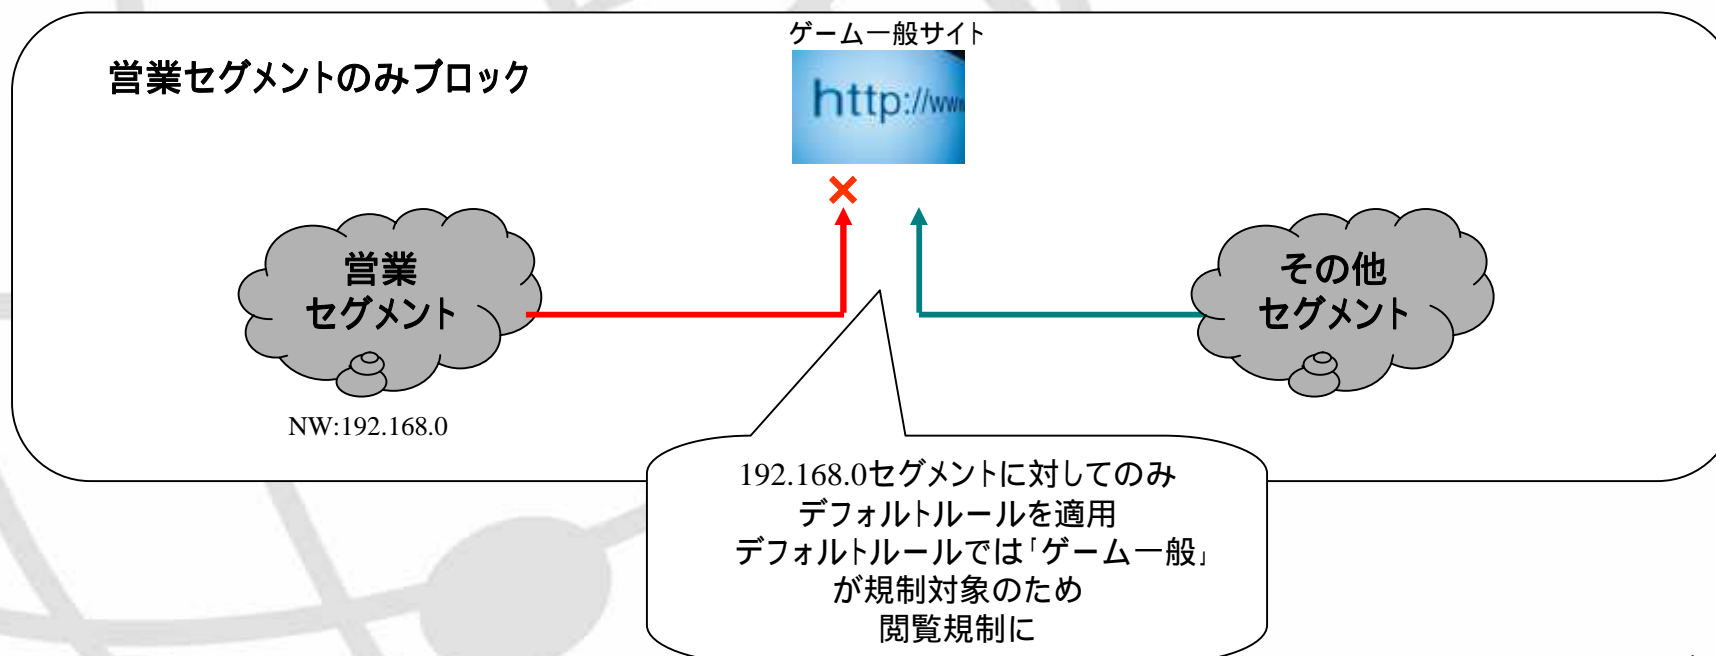 ゲーム一般サイト
営業セグメントのみブロック
http://www
営業
セグメント
その他
セグメント
NW:192.168.0
192.168.0セグメントに対してのみ
デフォルトルールを適用
デフォルトルールでは「ゲーム一般」
が規制対象のため
閲覧規制に